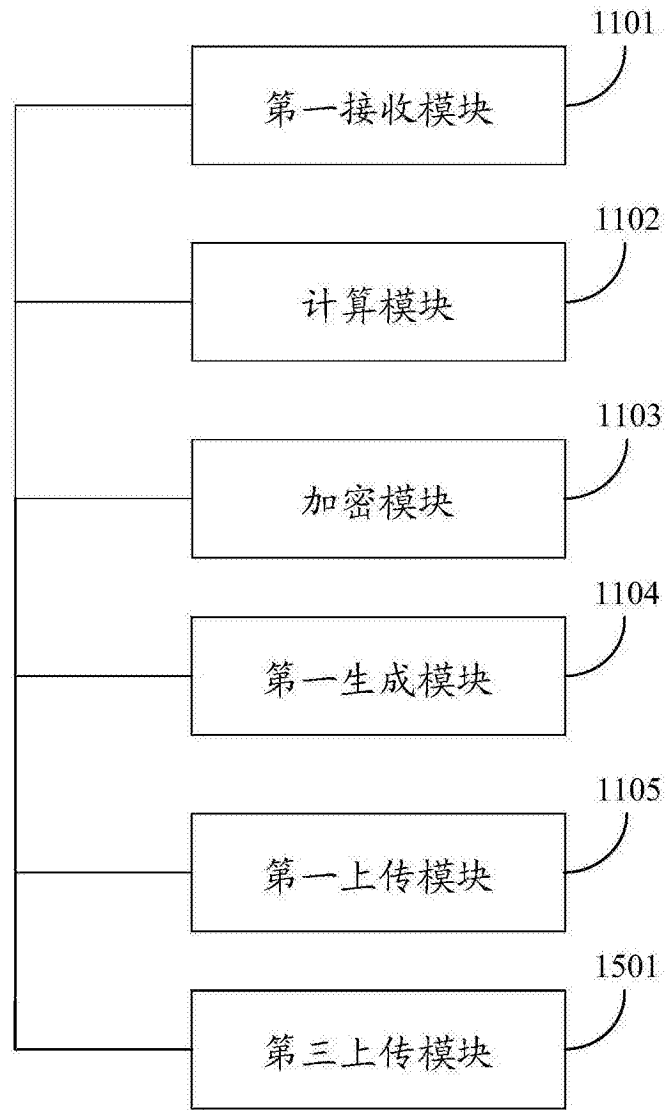 1101
第一接收模块
1102
计算模块
1103
加密模块
1104
第一生成模块
1105
第一上传模块
1501
第三上传模块